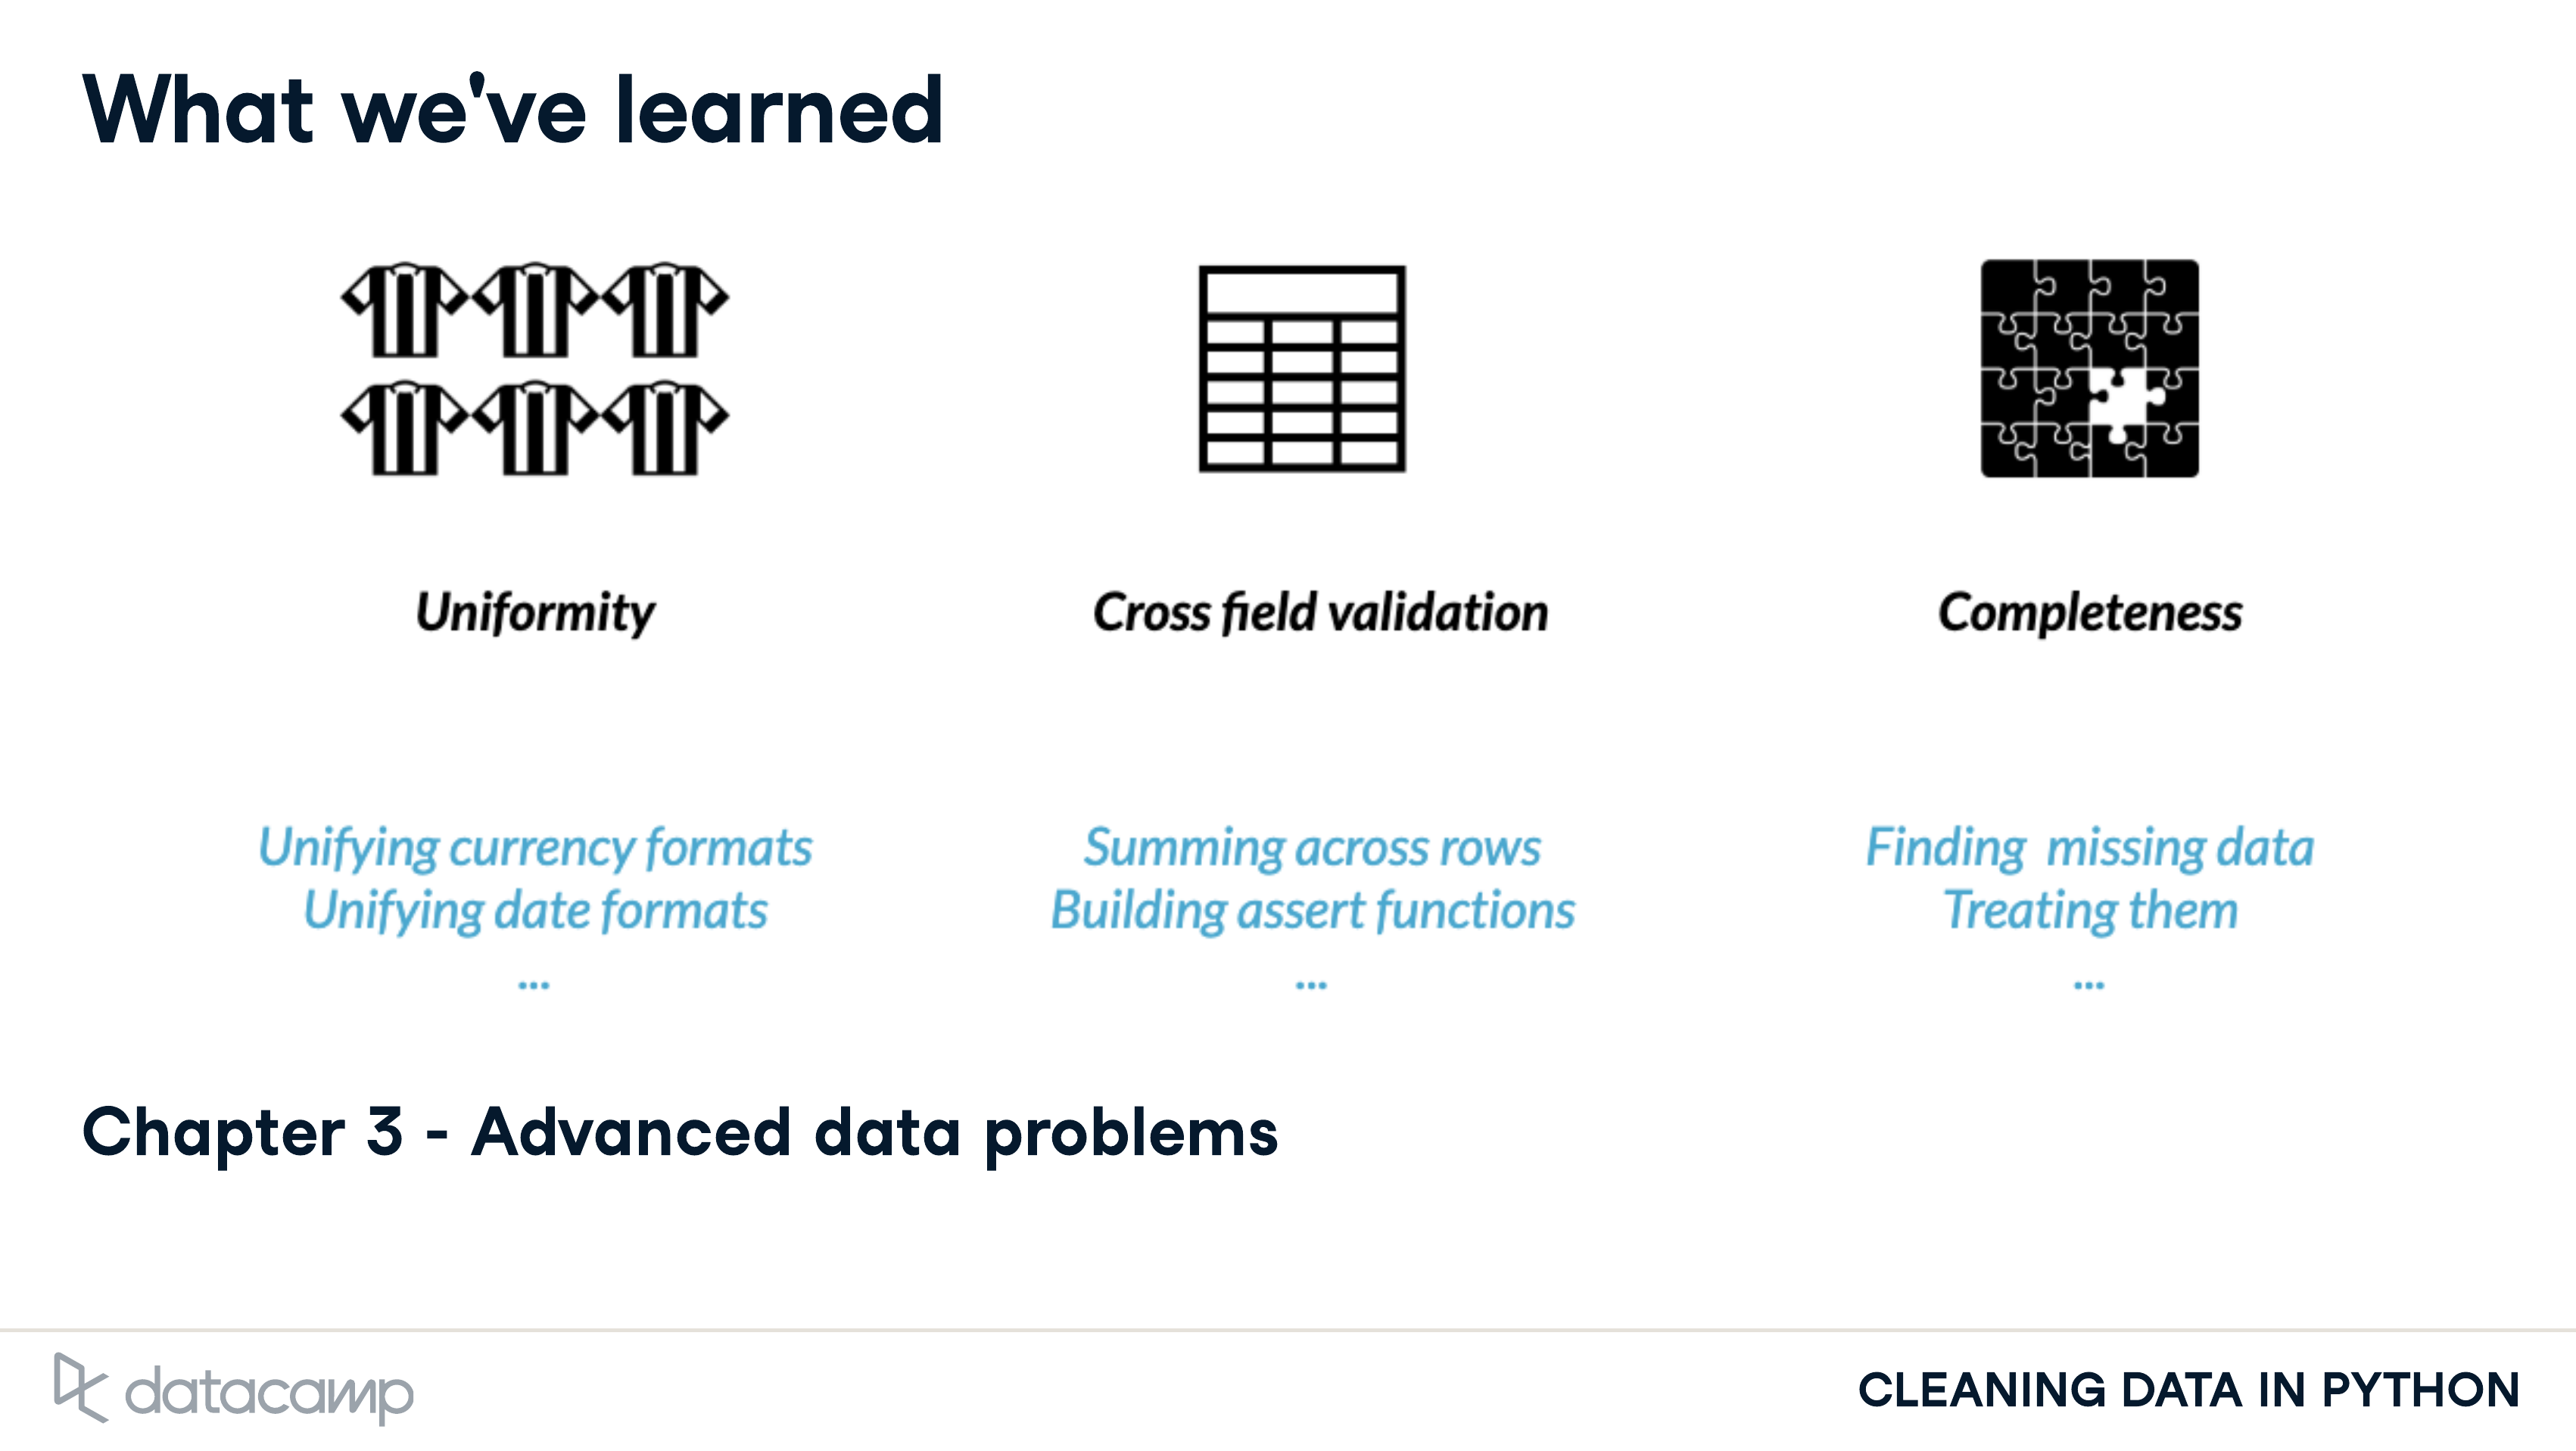 What we've learned
Uniformity
Cross field validation
Completeness
Unifying currency formats
Unifying date formats
...
Summing across rows
Building assert functions
...
Finding  missing data
Treating them
...
Chapter 3 - Advanced data problems
datacamp
CLEANING DATA IN PYTHON